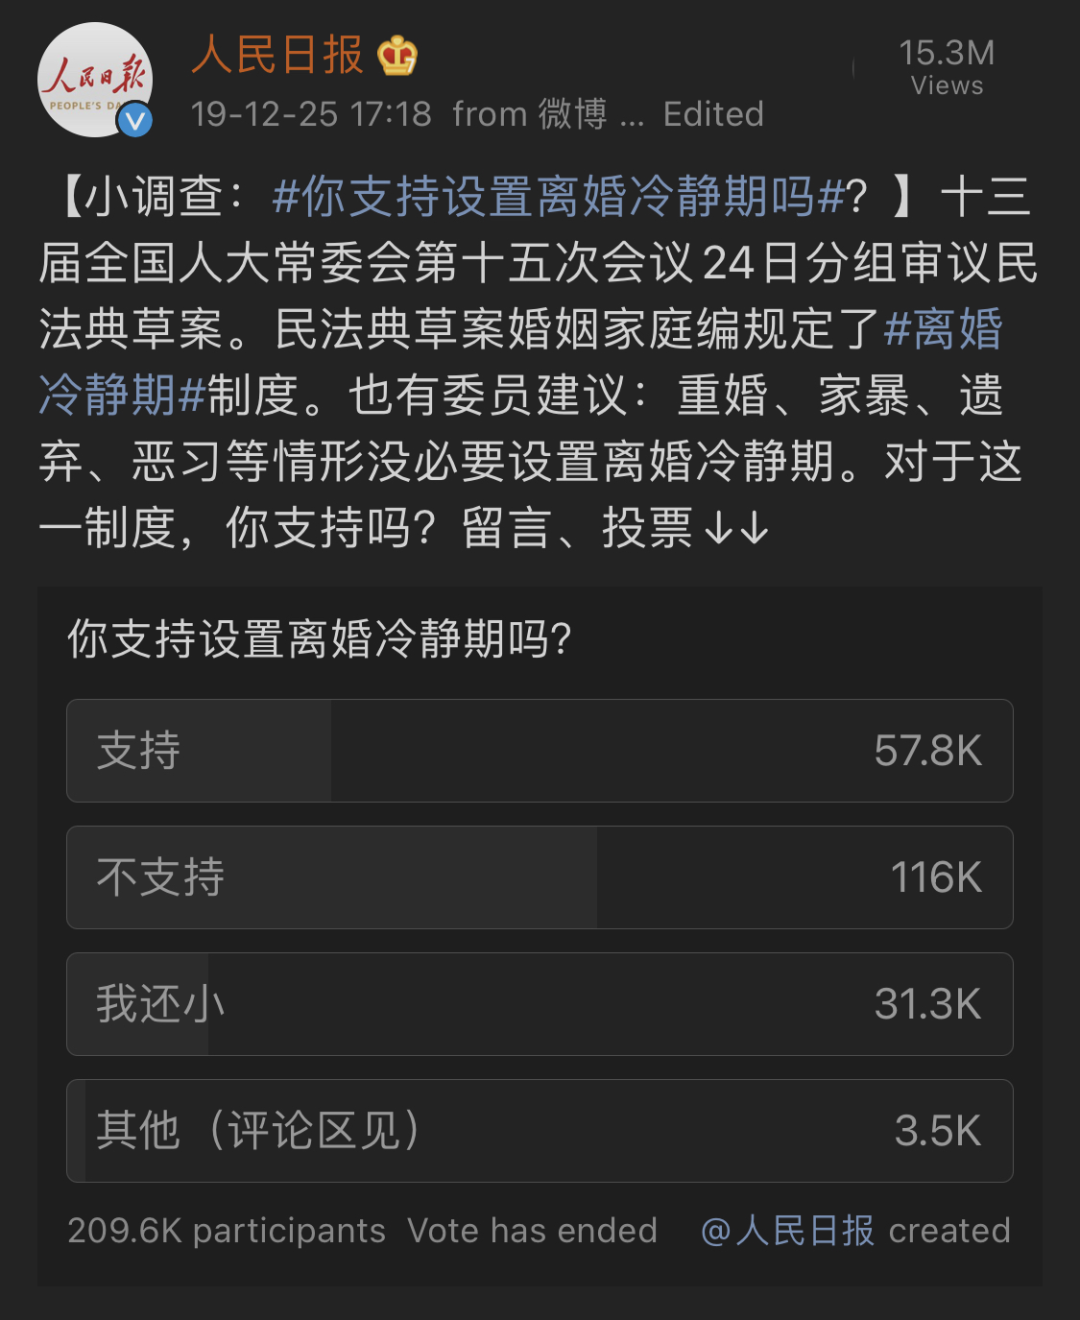 人民日报
PEOPLE'S DA
人民日报
15.3M
Views
19-12-25 17:18 from 微博 ... Edited
【小调查：#你支持设置离婚冷静期吗#？】十三
届全国人大常委会第十五次会议24日分组审议民
法典草案。民法典草案婚姻家庭编规定了#离婚
冷静期#制度。也有委员建议：重婚、家暴、遗
弃、恶习等情形没必要设置离婚冷静期。对于这
一制度，你支持吗？留言、投票↓↓
你支持设置离婚冷静期吗?
支持 57.8K
不支持 116K
我还小 31.3K
其他（评论区见） 3.5K
209.6K participants Vote has ended @人民日报 created